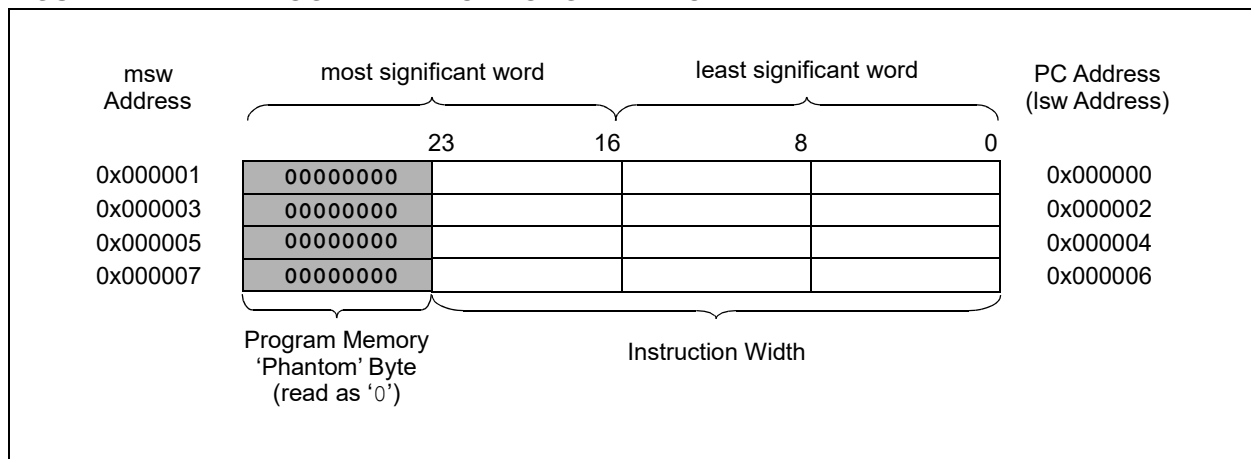 msw
Address
most significant word
least significant word
PC Address
(lsw Address)
23 16 8 0
0x000001 00000000 0x000000
0x000003 00000000 0x000002
0x000005 00000000 0x000004
0x000007 00000000 0x000006
Program Memory
‘Phantom’ Byte
(read as ‘0’)
Instruction Width